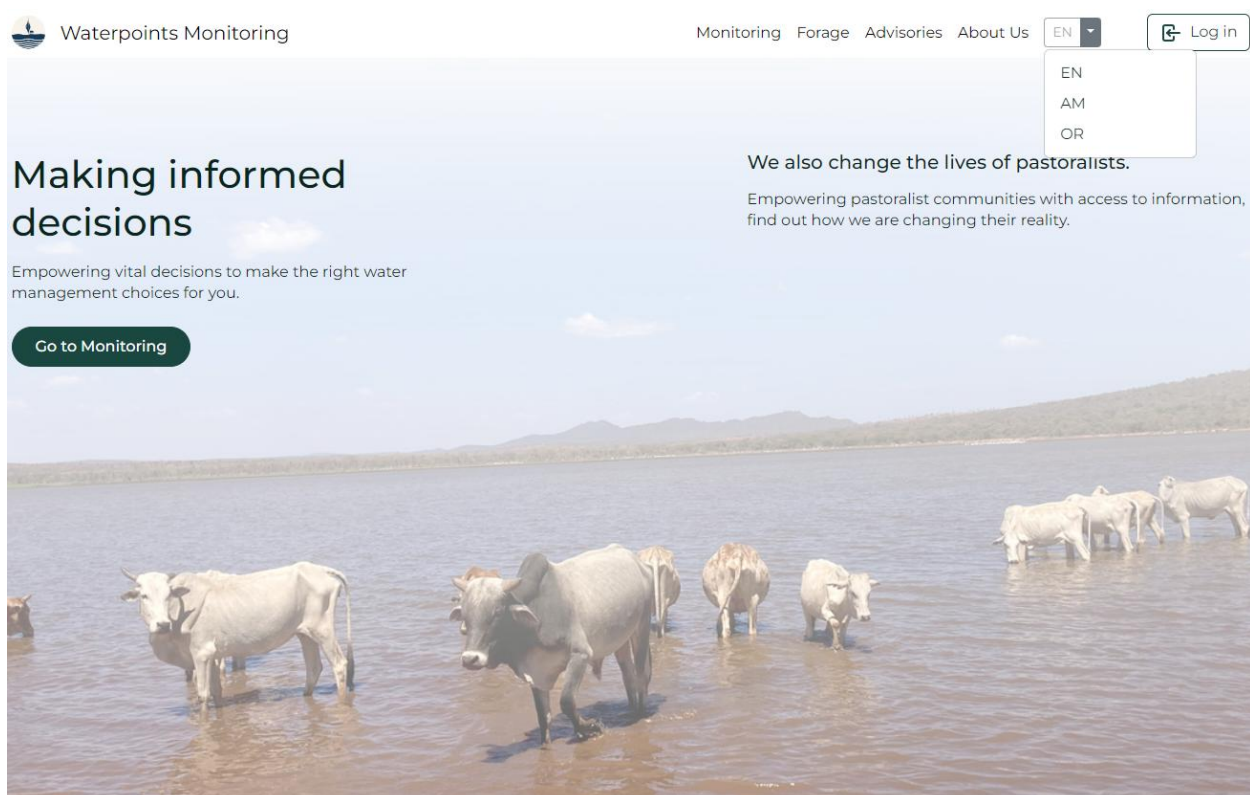 Waterpoints Monitoring
Monitoring Forage Advisories About Us EN Log in
EN
AM
OR
Making informed
decisions
Empowering vital decisions to make the right water
management choices for you.
Go to Monitoring
We also change the lives of pastoralists.
Empowering pastoralist communities with access to information,
find out how we are changing their reality.